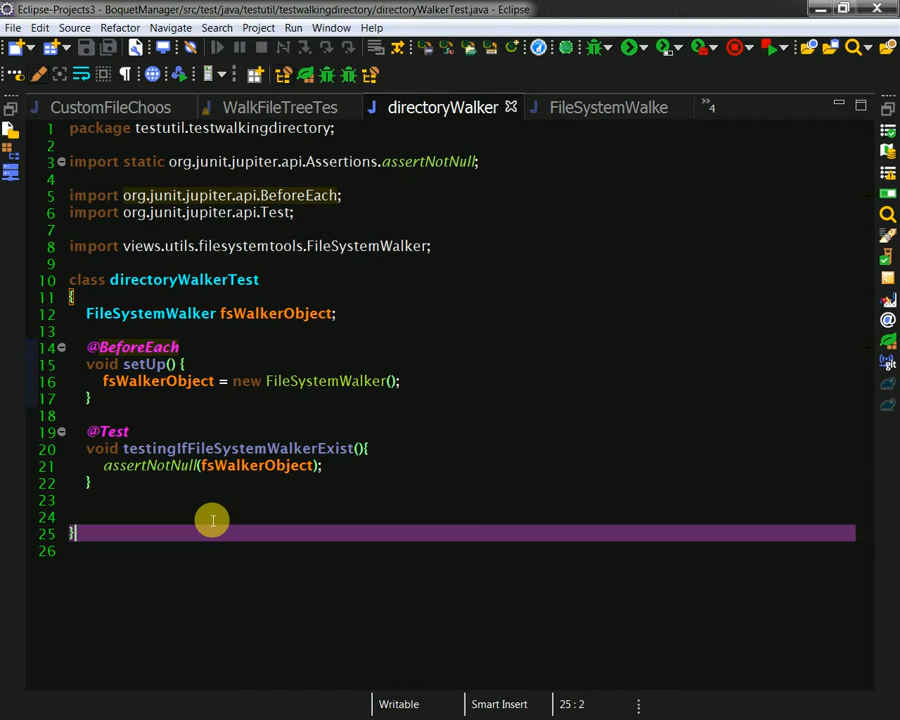 Eclipse-Projects3 - BoquetManager/src/test/java/testutil/testwalkingdirectory/directoryWalkerTest.java - Eclipse
File Edit Source Refactor Navigate Search Project Run Window Help
CustomFileChoos WalkFileTreeTes directoryWalker FileSystemWalke »4
1 package testutil.testwalkingdirectory;
2
3 import static org.junit.jupiter.api.Assertions.assertNotNull;
4
5 import org.junit.jupiter.api.BeforeEach;
6 import org.junit.jupiter.api.Test;
7
8 import views.utils.filesystemtools.FileSystemWalker;
9
10 class directoryWalkerTest
11 {
12 FileSystemWalker fsWalkerObject;
13
14 @BeforeEach
15 void setUp() {
16 fsWalkerObject = new FileSystemWalker();
17 }
18
19 @Test
20 void testingIfFileSystemWalkerExist(){
21 assertNotNull(fsWalkerObject);
22 }
23
24
25 }
26
Writable Smart Insert 25 : 2